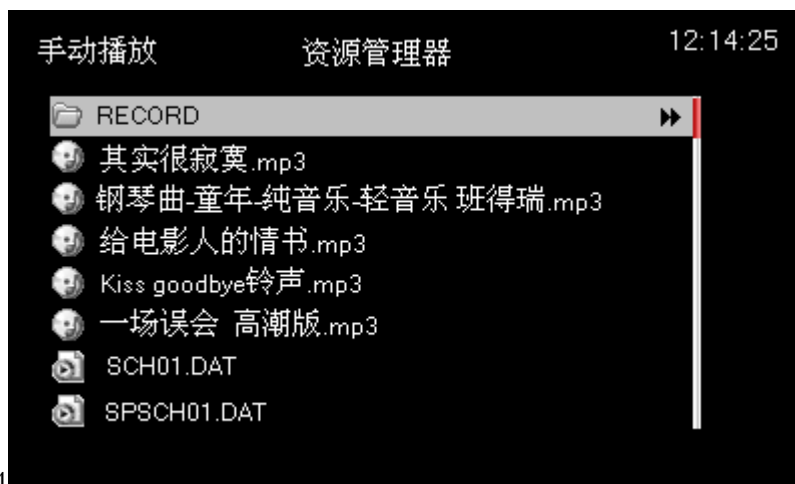 手动播放 资源管理器 12:14:25
RECORD
其实很寂寞.mp3
钢琴曲-童年-纯音乐-轻音乐 班得瑞.mp3
给电影人的情书.mp3
Kiss goodbye铃声.mp3
一场误会 高潮版.mp3
SCH01.DAT
SPSCH01.DAT